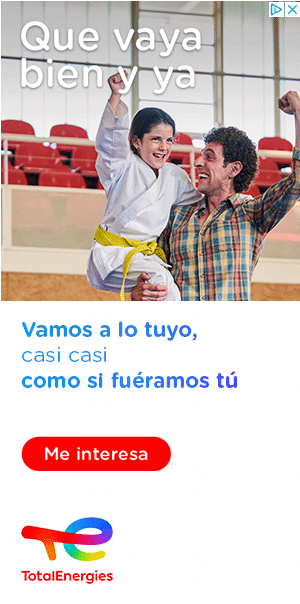 Que vaya
bien y ya
Vamos a lo tuyo,
casi casi
como si fuéramos tú
Me interesa
TotalEnergies